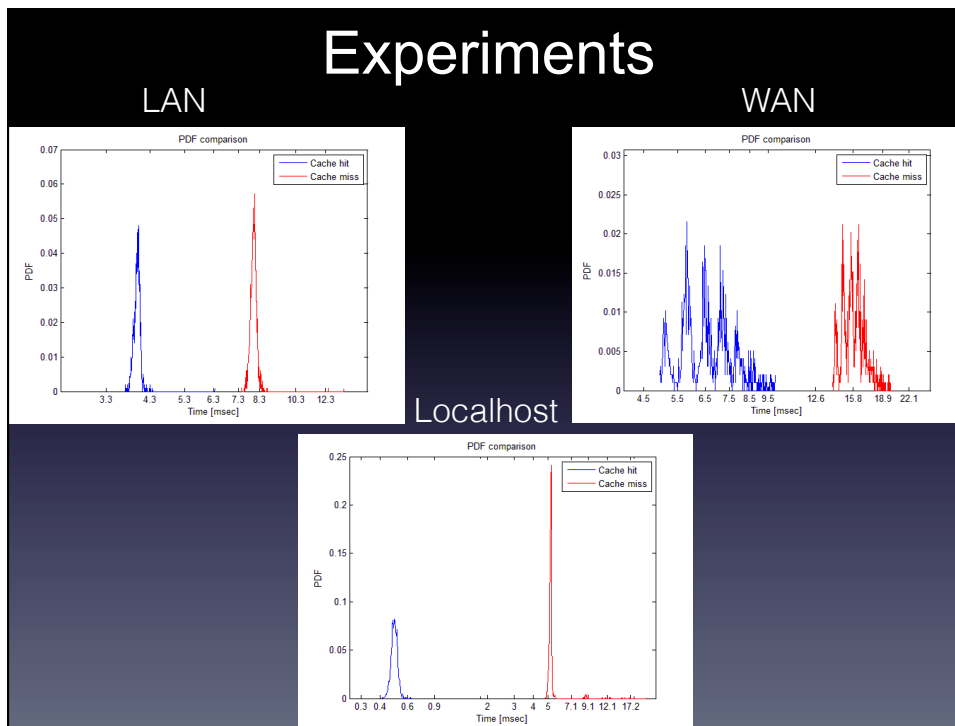 Experiments
LAN
WAN
PDF comparison
0.07
0.06
0.05
0.04
0.03
0.02
0.01
0
PDF
Cache hit
Cache miss
3.3 4.3 5.3 6.3 7.3 8.3 10.3 12.3
Time [msec]
PDF comparison
0.03
0.025
0.02
0.015
0.01
0.005
0
PDF
Cache hit
Cache miss
4.5 5.5 6.5 7.5 8.5 9.5 12.6 15.8 18.9 22.1
Time [msec]
Localhost
PDF comparison
0.25
0.2
0.15
0.1
0.05
0
PDF
Cache hit
Cache miss
0.3 0.4 0.6 0.9 2 3 4 5 7.1 9.1 12.1 17.2
Time [msec]